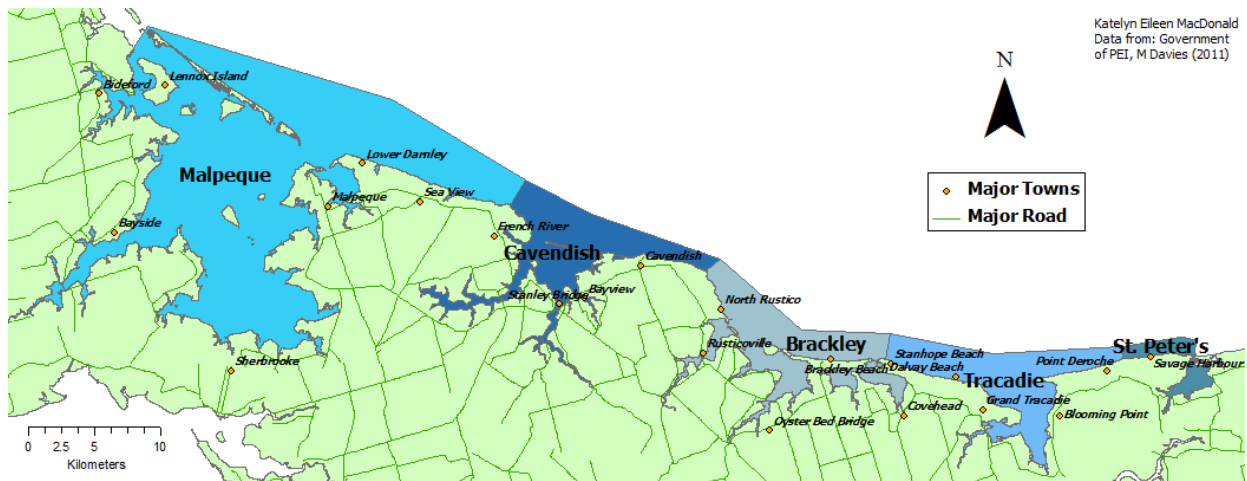 Katelyn Eileen MacDonald
Data from: Government
of PEI, M Davies (2011)
N
Major Towns
Major Road
Bideford
Lennox Island
Lower Darnley
Malpeque
Malpeque
Sea View
Bayside
French River
Cavendish
Cavendish
Stanley Bridge
Bayview
North Rustico
Sherbrooke
Rusticoville
Brackley
Stanhope Beach
St. Peter's
Point Deroche
Savage Harbour
Brackley Beach
Dalvay Beach
Tracadie
Grand Tracadie
Oyster Bed Bridge
Covehead
Blooming Point
0 2.5 5 10
Kilometers